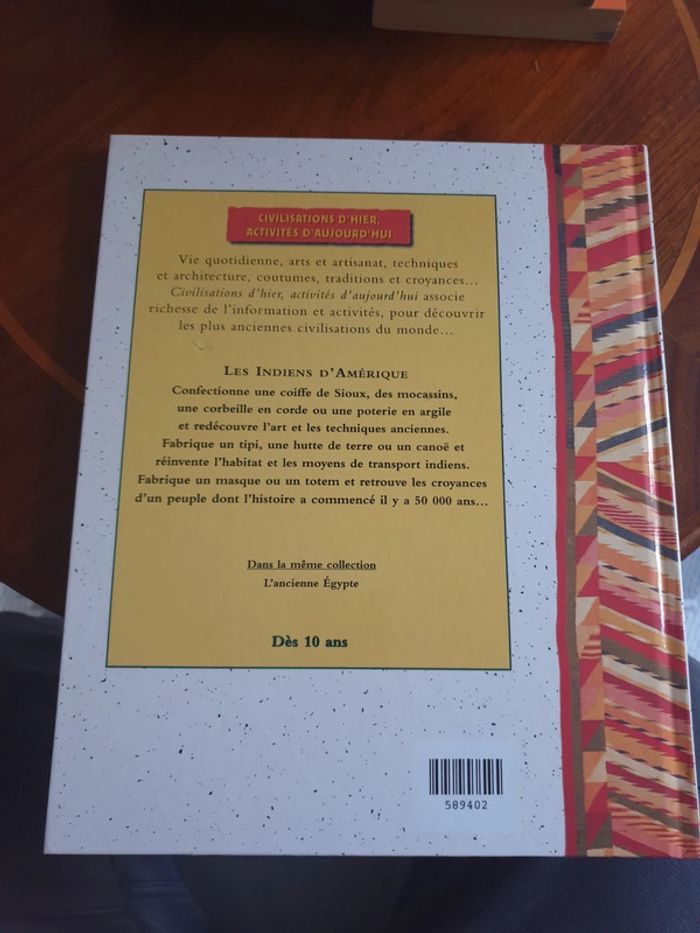 CIVILISATIONS D'HIER,
ACTIVITÉS D'AUJOURD'HUI
Vie quotidienne, arts et artisanat, techniques
et architecture, coutumes, traditions et croyances...
Civilisations d'hier, activités d'aujourd'hui associe
richesse de l'information et activités, pour découvrir
les plus anciennes civilisations du monde...
LES INDIENS D'AMÉRIQUE
Confectionne une coiffe de Sioux, des mocassins,
une corbeille en corde ou une poterie en argile
et redécouvre l'art et les techniques anciennes.
Fabrique un tipi, une hutte de terre ou un canoë et
réinvente l'habitat et les moyens de transport indiens.
Fabrique un masque ou un totem et retrouve les croyances
d'un peuple dont l'histoire a commencé il y a 50 000 ans...
Dans la même collection
L'ancienne Égypte
Dès 10 ans
589402